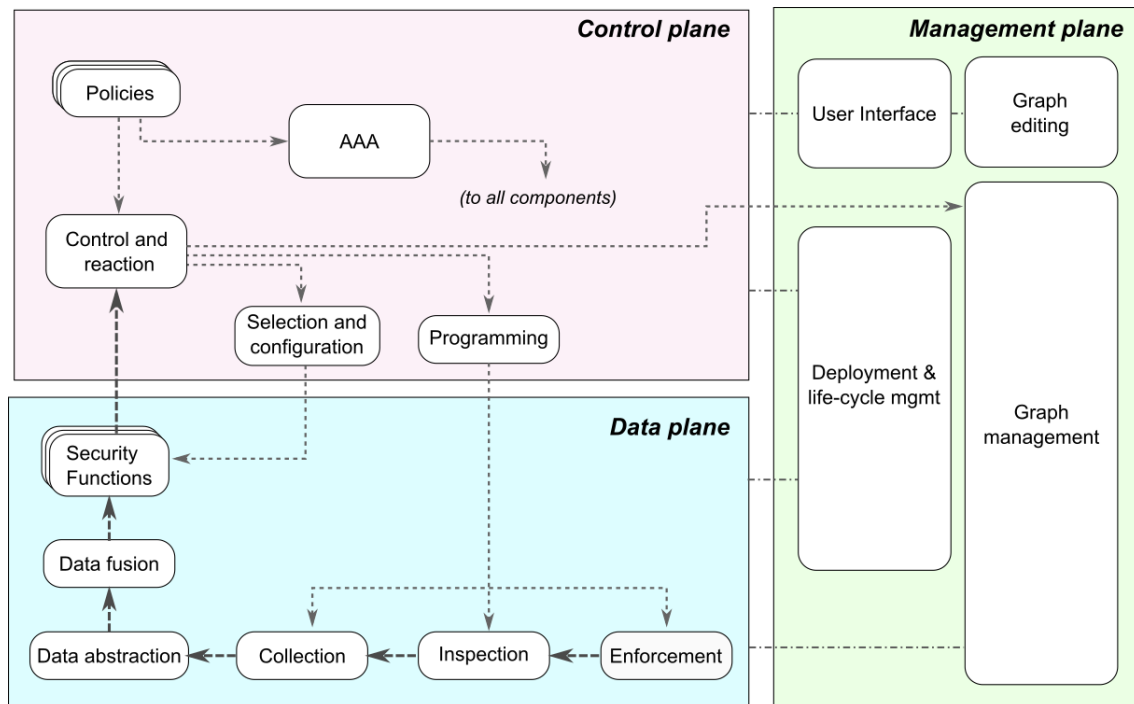 Control plane
Policies
AAA
(to all components)
Control and
reaction
Selection and
configuration
Programming
Data plane
Security
Functions
Data fusion
Data abstraction
Collection
Inspection
Enforcement
Management plane
User Interface
Graph
editing
Deployment &
life-cycle mgmt
Graph
management